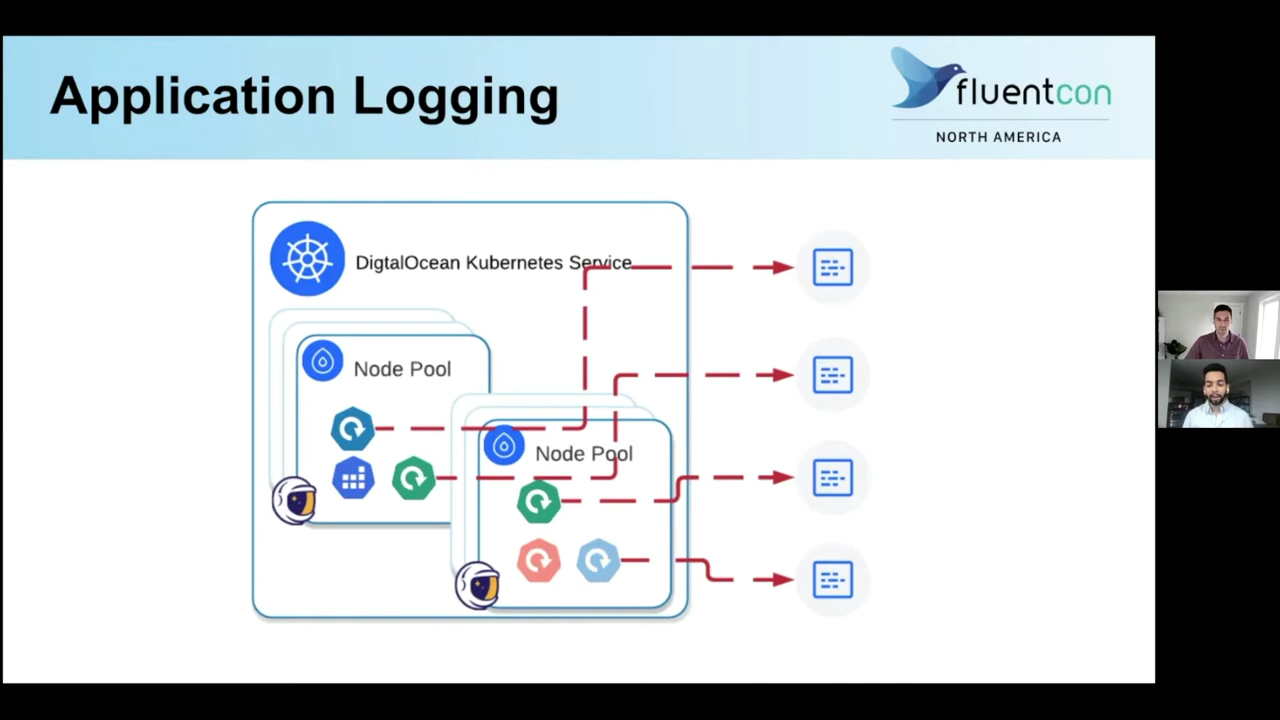 Application Logging
fluentcon
NORTH AMERICA
DigtalOcean Kubernetes Service
Node Pool
Node Pool